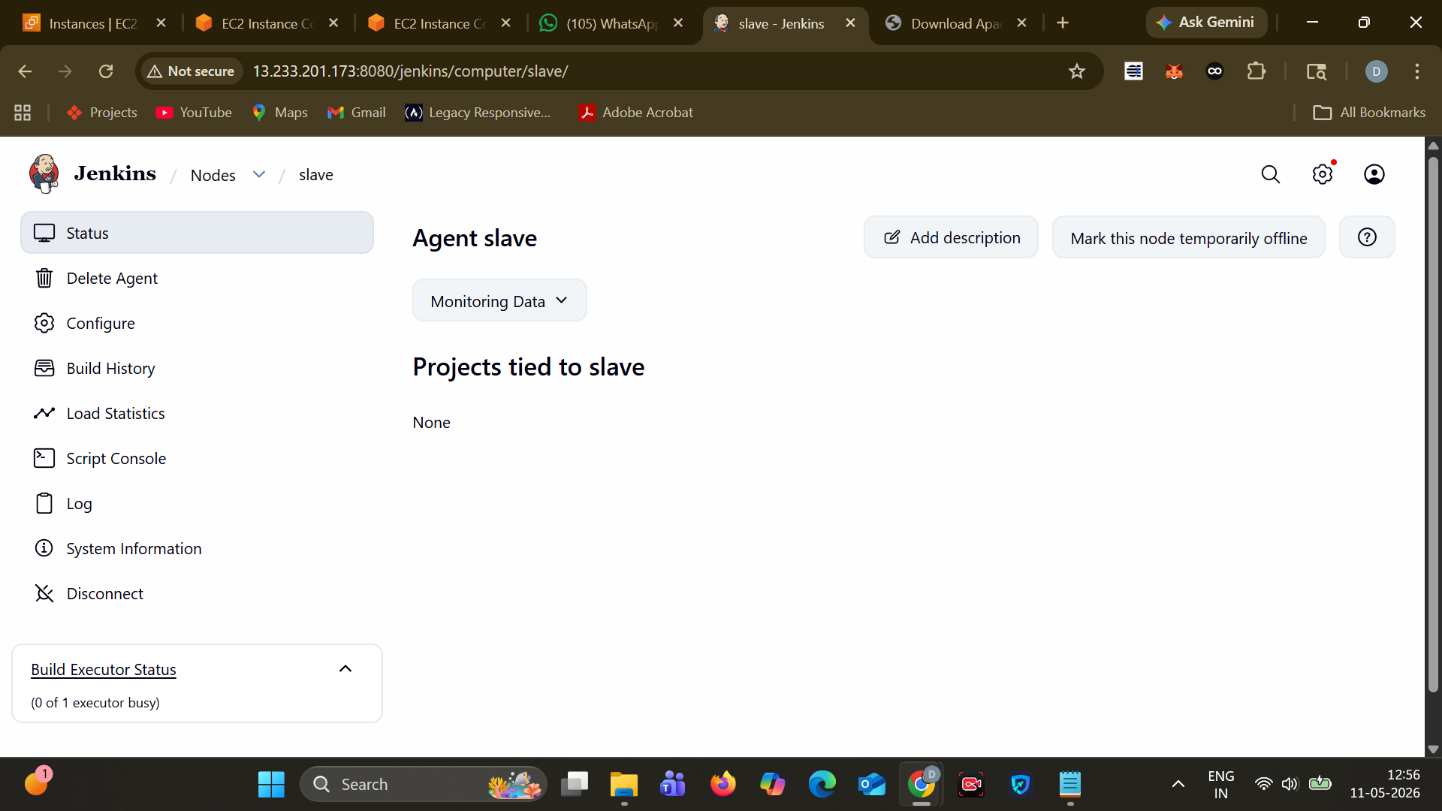 Instances | EC2
EC2 Instance Co
EC2 Instance Co
(105) WhatsApp
slave - Jenkins
Download Apac
Ask Gemini
Not secure
13.233.201.173:8080/jenkins/computer/slave/
D
Projects
YouTube
Maps
Gmail
Legacy Responsive...
Adobe Acrobat
All Bookmarks
Jenkins / Nodes / slave
Status
Delete Agent
Configure
Build History
Load Statistics
Script Console
Log
System Information
Disconnect
Build Executor Status
(0 of 1 executor busy)
Agent slave
Add description
Mark this node temporarily offline
Monitoring Data
Projects tied to slave
None
1
Search
D
ENG
IN
12:56
11-05-2026